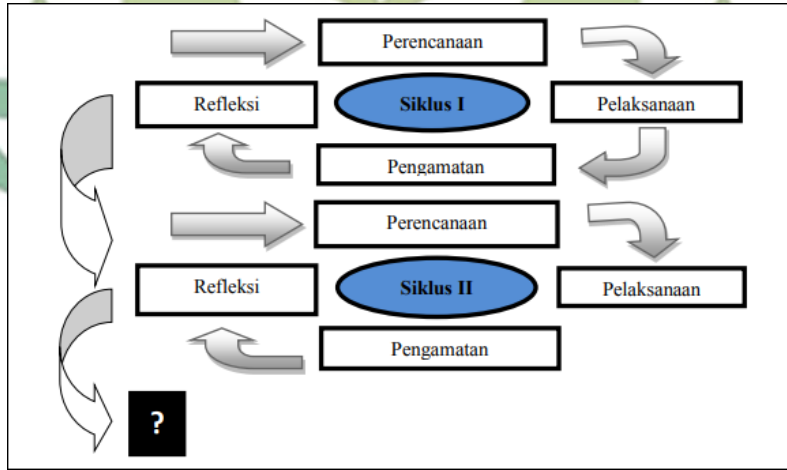 Perencanaan
Refleksi
Siklus I
Pelaksanaan
Pengamatan
Perencanaan
Refleksi
Siklus II
Pelaksanaan
Pengamatan
?